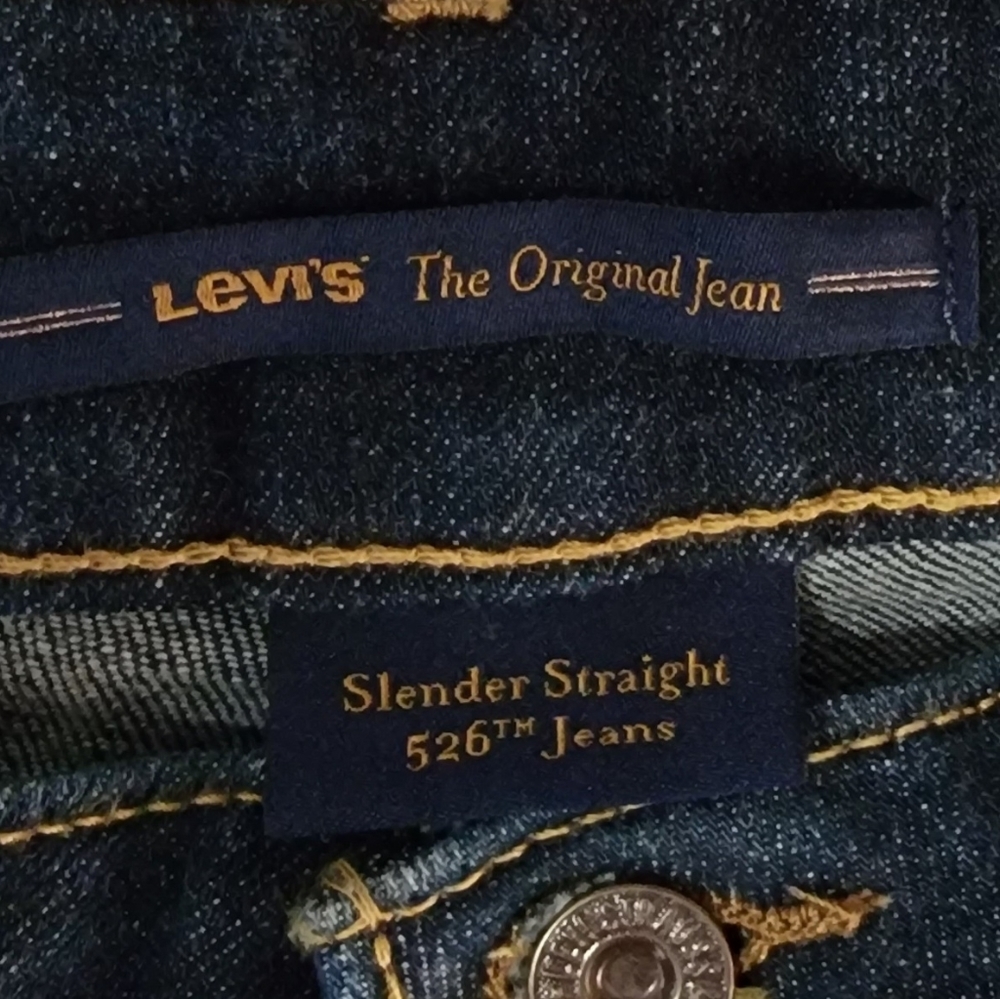 Levi's The Original Jean
Slender Straight
526™ Jeans